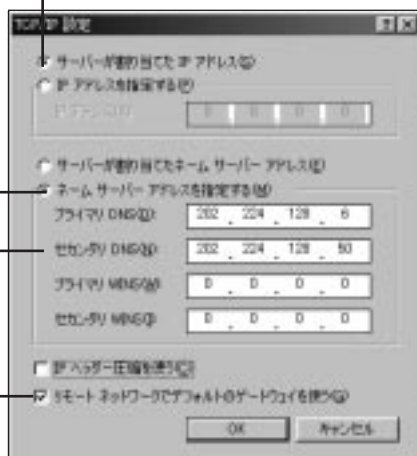 TCP/IP 設定
サーバーが割り当てた IP アドレス(S)
IP アドレスを指定する(P)
IP アドレス(A): 0 . 0 . 0 . 0
サーバーが割り当てたネーム サーバー アドレス(E)
ネーム サーバー アドレスを指定する(M)
プライマリ DNS(D): 202 . 224 . 128 . 6
セカンダリ DNS(N): 202 . 224 . 128 . 50
プライマリ WINS(W): 0 . 0 . 0 . 0
セカンダリ WINS(I): 0 . 0 . 0 . 0
IP ヘッダー圧縮を使う(C)
リモート ネットワークでデフォルトのゲートウェイを使う(G)
OK キャンセル